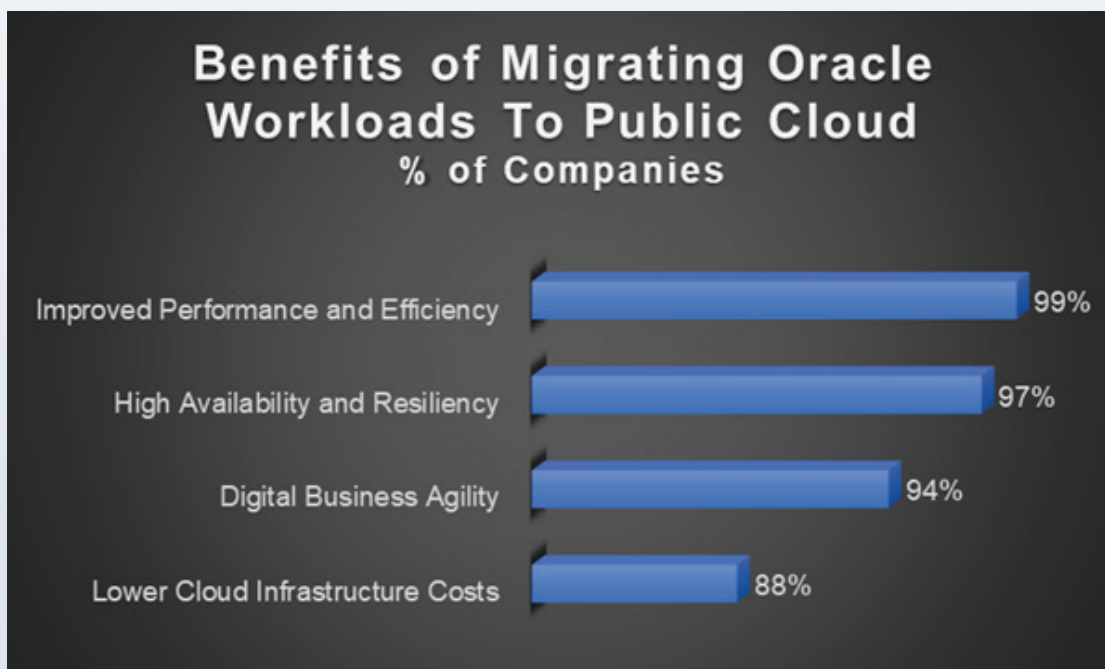 Benefits of Migrating Oracle
Workloads To Public Cloud
% of Companies
Improved Performance and Efficiency 99%
High Availability and Resiliency 97%
Digital Business Agility 94%
Lower Cloud Infrastructure Costs 88%